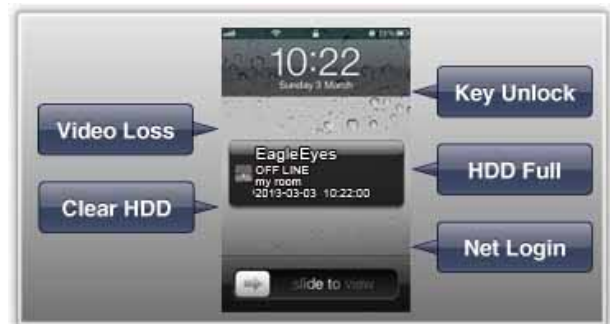 10:22
Sunday 3 March
Video Loss
Clear HDD
EagleEyes
OFF LINE
my room
2013-03-03 10:22:00
slide to view
Key Unlock
HDD Full
Net Login